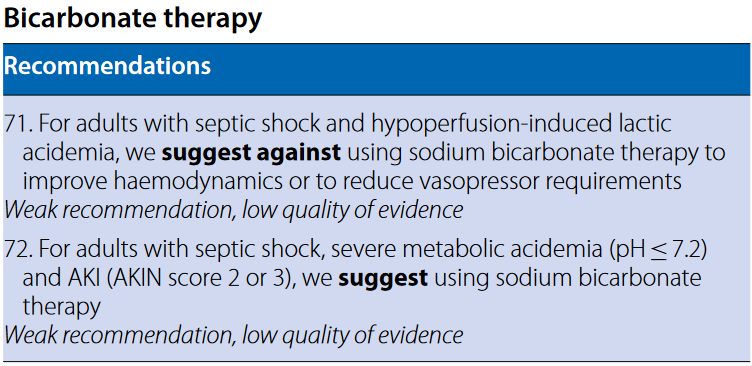 Bicarbonate therapy
Recommendations
71. For adults with septic shock and hypoperfusion-induced lactic
acidemia, we suggest against using sodium bicarbonate therapy to
improve haemodynamics or to reduce vasopressor requirements
Weak recommendation, low quality of evidence
72. For adults with septic shock, severe metabolic acidemia (pH ≤ 7.2)
and AKI (AKIN score 2 or 3), we suggest using sodium bicarbonate
therapy
Weak recommendation, low quality of evidence